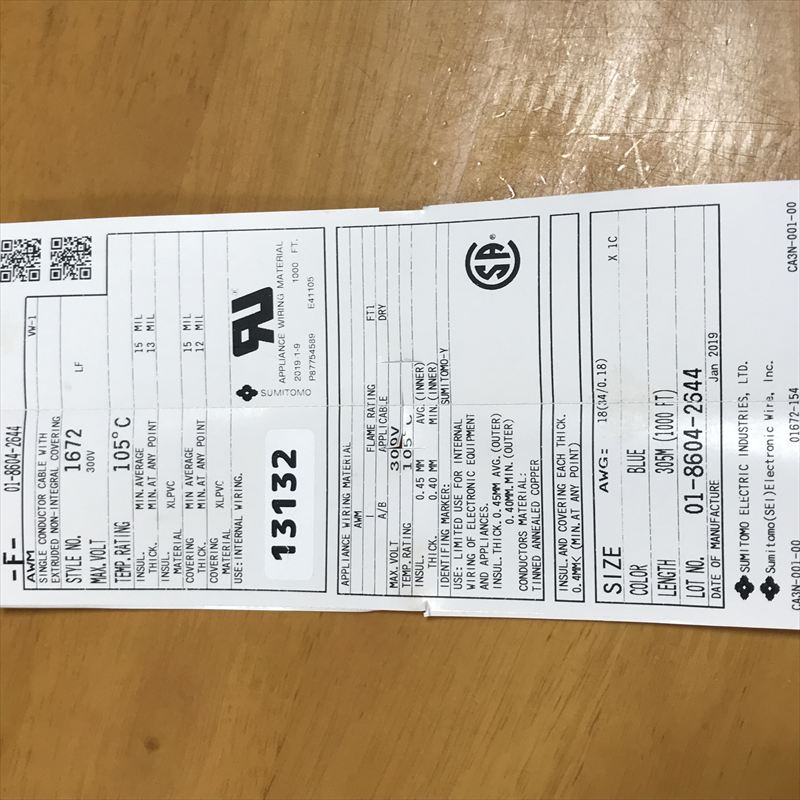 -F-
01-8604-2644
AWM VW-1
SINGLE CONDUCTOR CABLE WITH
EXTRUDED NON-INTEGRAL COVERING
STYLE NO. 1672 LF
MAX.VOLT 300V
TEMP.RATING 105°C
INSUL. MIN.AVERAGE 15 MIL
THICK. MIN.AT ANY POINT 13 MIL
INSUL. MATERIAL XLPVC
COVERING MIN AVERAGE 15 MIL
THICK. MIN.AT ANY POINT 12 MIL
COVERING MATERIAL XLPVC
USE:INTERNAL WIRING.
SUMITOMO
RU®
APPLIANCE WIRING MATERIAL
2019-1-9 1000 FT.
P87754589 E41105
13132
APPLIANCE WIRING MATERIAL
AWM
I FLAME RATING FT1
A/B APPLICABLE DRY
MAX.VOLT 300V
TEMP.RATING 105°C
INSUL. 0.45 MM AVG.(INNER)
THICK. 0.40 MM MIN.(INNER)
IDENTIFYING MARKER: SUMITOMO-Y
USE: LIMITED USE FOR INTERNAL
WIRING OF ELECTRONIC EQUIPMENT
AND APPLIANCES.
INSUL.THICK.0.45MM AVG.(OUTER)
0.40MM.MIN.(OUTER)
CONDUCTORS MATERIAL:
TINNED ANNEALED COPPER
SA®
INSUL.AND COVERING EACH THICK.
0.4MM< (MIN.AT ANY POINT)
SIZE AWG= 18(34/0.18) X 1C
COLOR BLUE
LENGTH 305M (1000 FT)
LOT NO. 01-8604-2644
DATE OF MANUFACTURE Jan 2019
SUMITOMO ELECTRIC INDUSTRIES, LTD.
Sumitomo(SEI)Electronic Wire, Inc.
CA3N-001-00 01672-154 CA3N-001-00